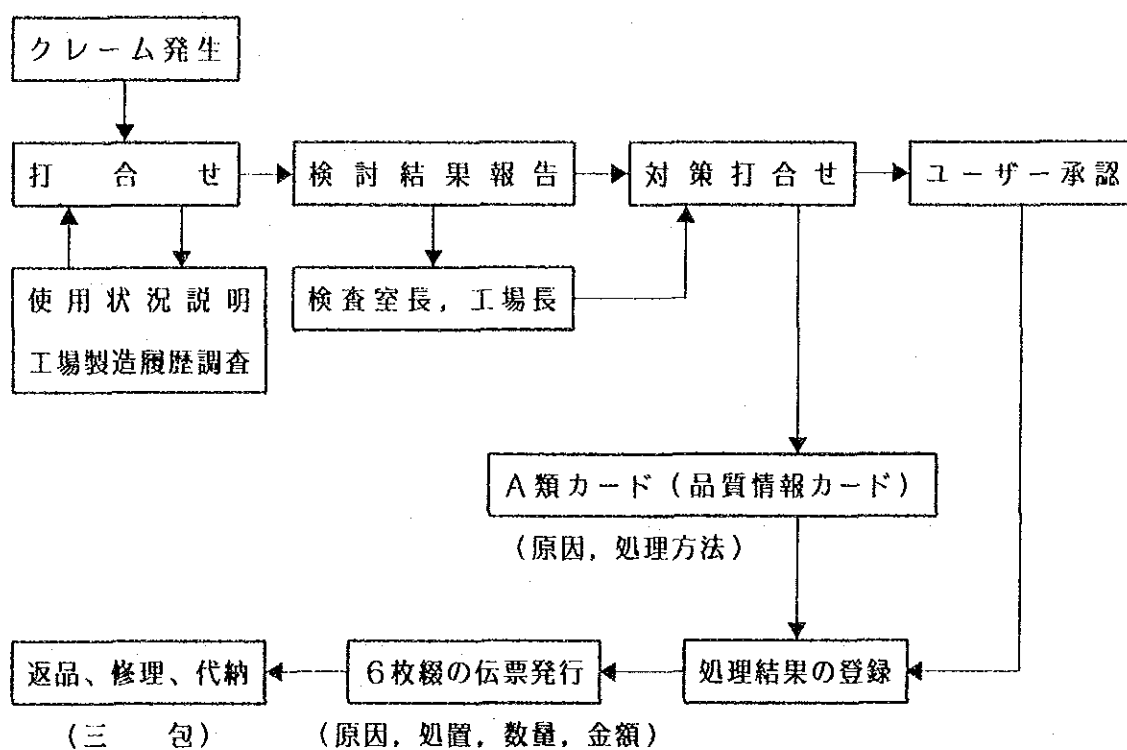 クレーム発生
打合せ
検討結果報告
対策打合せ
ユーザー承認
使用状況説明
工場製造履歴調査
検査室長，工場長
A類カード（品質情報カード）
（原因，処理方法）
返品、修理、代納
6枚綴の伝票発行
処理結果の登録
（三　包）
（原因，処置，数量，金額）